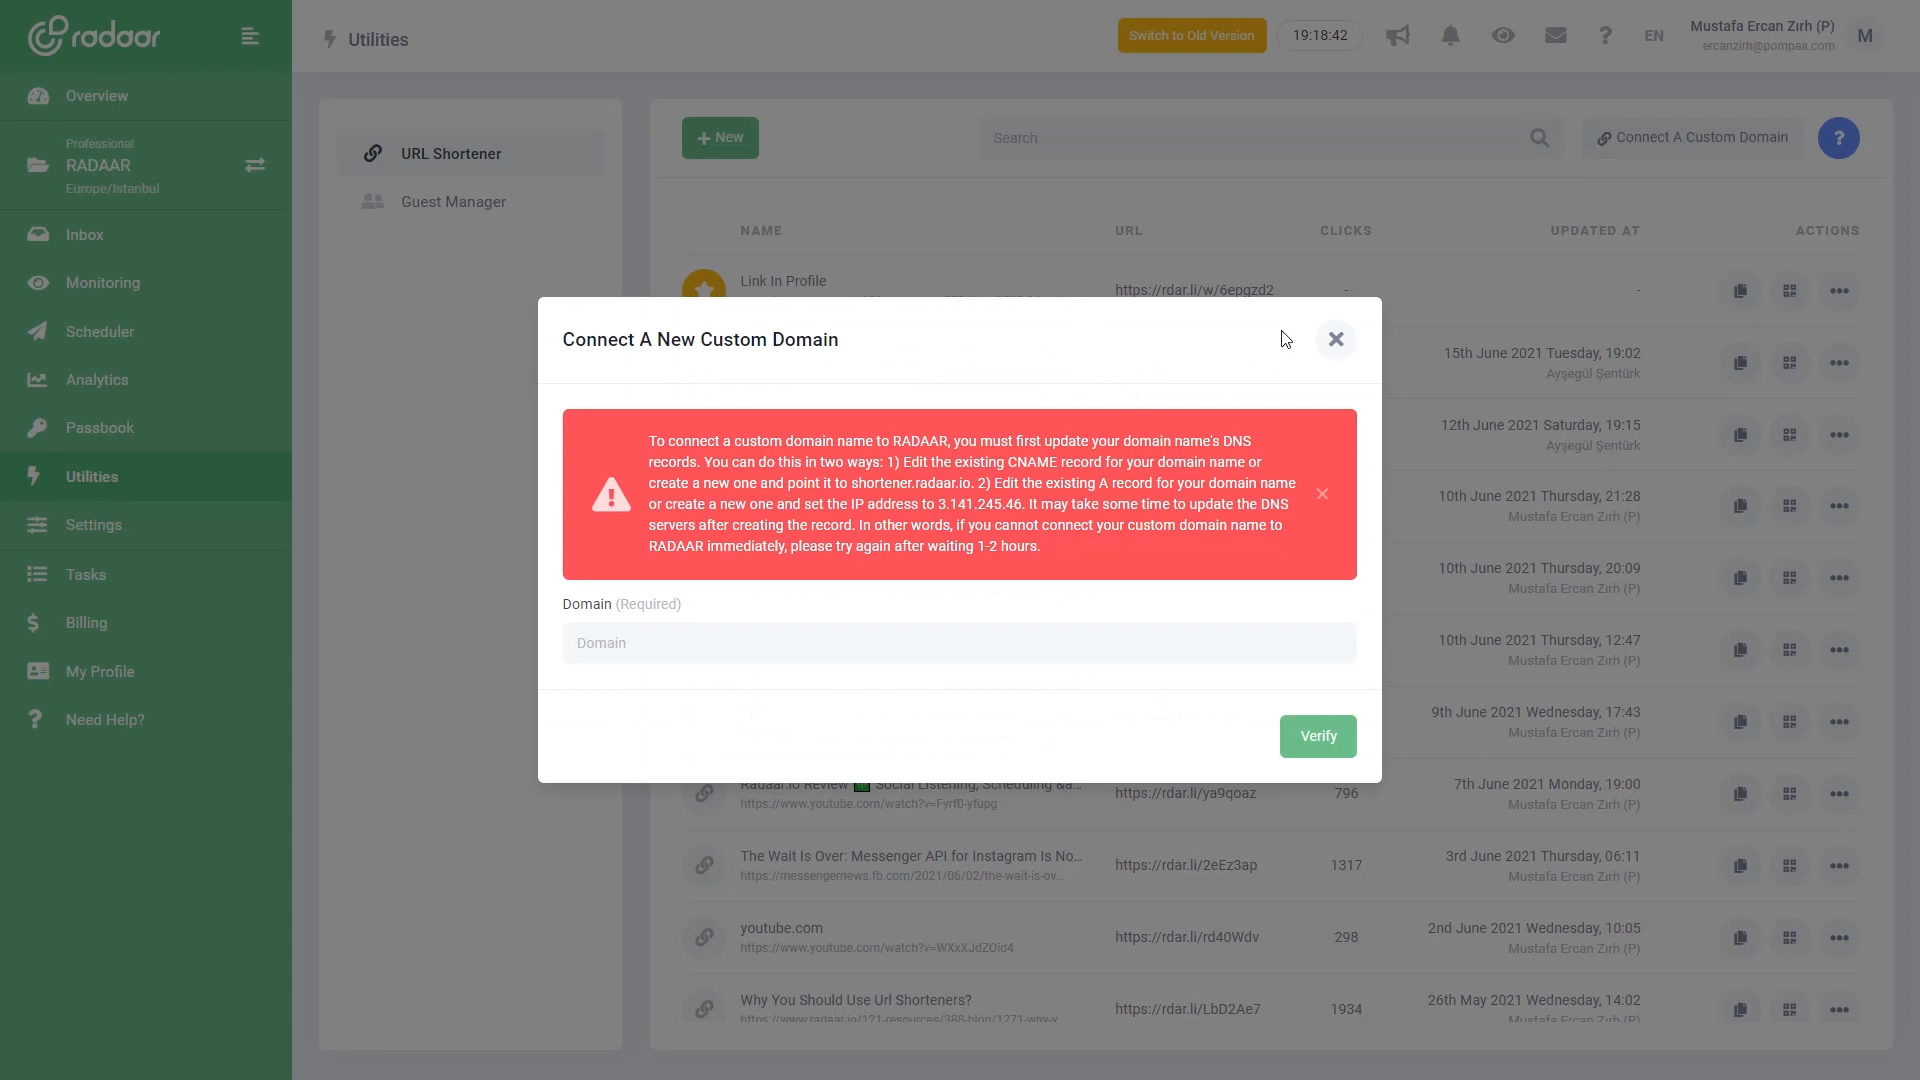 radaar
Utilities
Switch to Old Version
19:18:42
EN
Mustafa Ercan Zırh (P)
ercanzirh@pompaa.com
M
Overview
Professional
RADAAR
Europe/Istanbul
Inbox
Monitoring
Scheduler
Analytics
Passbook
Utilities
Settings
Tasks
Billing
My Profile
Need Help?
URL Shortener
Guest Manager
New
Search
Connect A Custom Domain
?
NAME URL CLICKS UPDATED AT ACTIONS
Link In Profile
https://rdar.li/w/6epgzd2 - -
15th June 2021 Tuesday, 19:02
Ayşegül Şentürk
12th June 2021 Saturday, 19:15
Ayşegül Şentürk
10th June 2021 Thursday, 21:28
Mustafa Ercan Zırh (P)
10th June 2021 Thursday, 20:09
Mustafa Ercan Zırh (P)
10th June 2021 Thursday, 12:47
Mustafa Ercan Zırh (P)
9th June 2021 Wednesday, 17:43
Mustafa Ercan Zırh (P)
Connect A New Custom Domain
To connect a custom domain name to RADAAR, you must first update your domain name's DNS
records. You can do this in two ways: 1) Edit the existing CNAME record for your domain name or
create a new one and point it to shortener.radaar.io. 2) Edit the existing A record for your domain name
or create a new one and set the IP address to 3.141.245.46. It may take some time to update the DNS
servers after creating the record. In other words, if you cannot connect your custom domain name to
RADAAR immediately, please try again after waiting 1-2 hours.
Domain (Required)
Domain
Verify
Radaar.io Review Social Listening, Scheduling &a...
https://www.youtube.com/watch?v=Fyrf0-yfupg
https://rdar.li/ya9qoaz 796
7th June 2021 Monday, 19:00
Mustafa Ercan Zırh (P)
The Wait Is Over: Messenger API for Instagram Is No...
https://messengernews.fb.com/2021/06/02/the-wait-is-ov...
https://rdar.li/2eEz3ap 1317
3rd June 2021 Thursday, 06:11
Mustafa Ercan Zırh (P)
youtube.com
https://www.youtube.com/watch?v=WXxXJdZOid4
https://rdar.li/rd40Wdv 298
2nd June 2021 Wednesday, 10:05
Mustafa Ercan Zırh (P)
Why You Should Use Url Shorteners?
https://www.radaar.io/121-resources/388-blog/1271-why-y...
https://rdar.li/LbD2Ae7 1934
26th May 2021 Wednesday, 14:02
Mustafa Ercan Zırh (P)